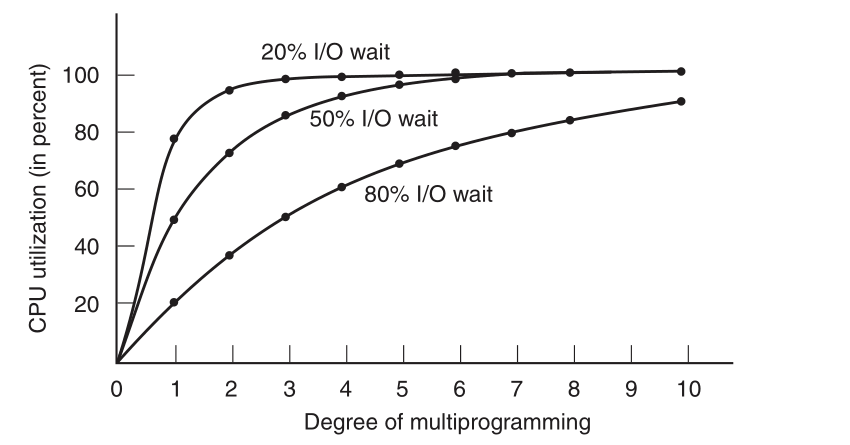 20% I/O wait
100
50% I/O wait
80
80% I/O wait
60
40
20
CPU utilization (in percent)
0 1 2 3 4 5 6 7 8 9 10
Degree of multiprogramming